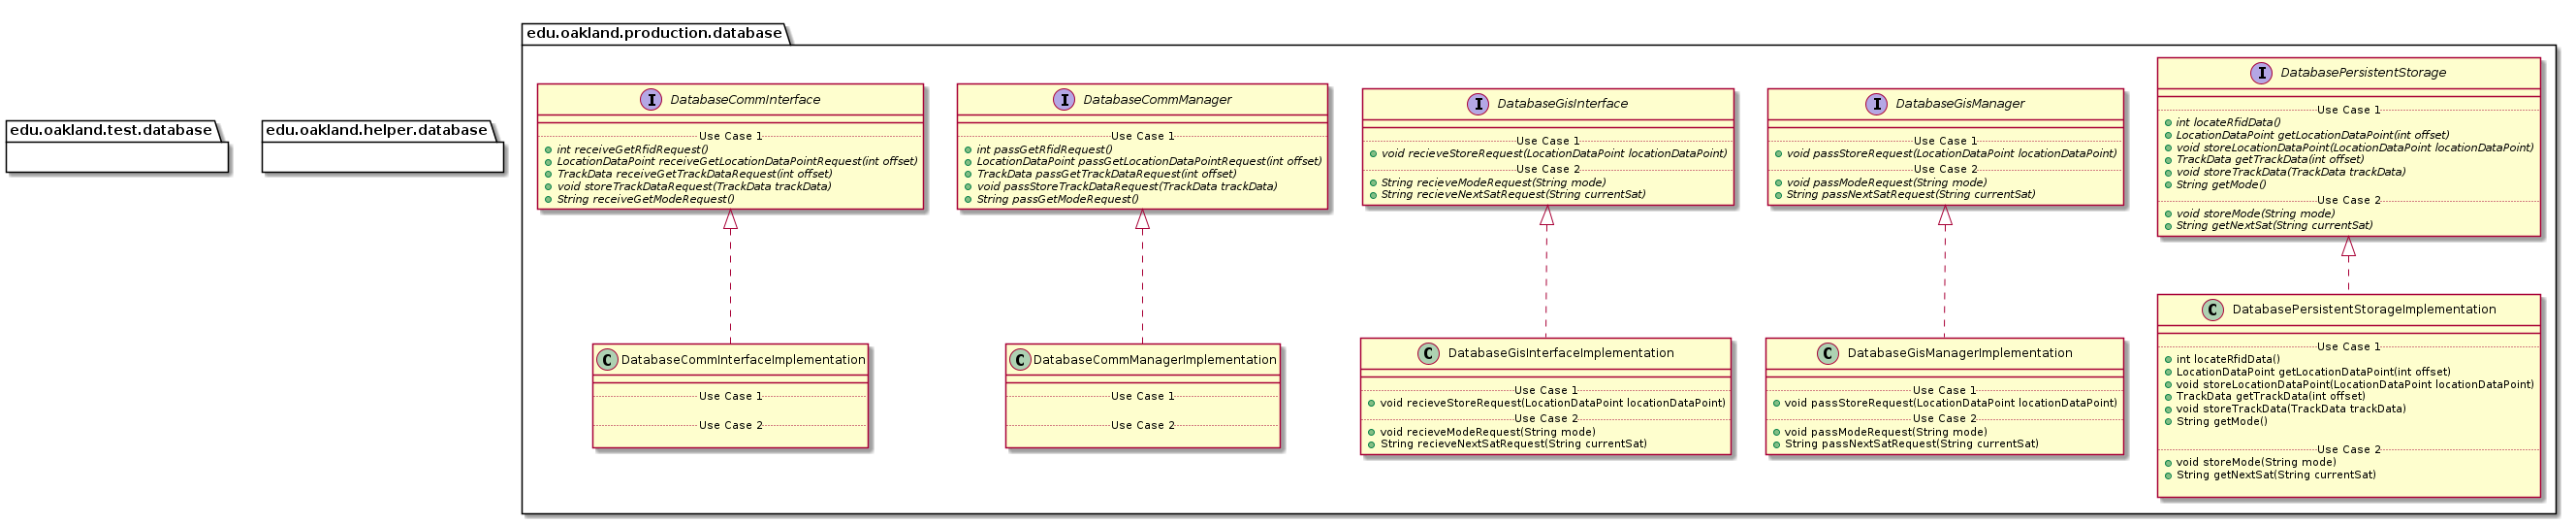 edu.oakland.test.database
edu.oakland.helper.database
edu.oakland.production.database
I DatabaseCommInterface
Use Case 1
int receiveGetRfidRequest()
LocationDataPoint receiveGetLocationDataPointRequest(int offset)
TrackData receiveGetTrackDataRequest(int offset)
void storeTrackDataRequest(TrackData trackData)
String receiveGetModeRequest()
I DatabaseCommManager
Use Case 1
int passGetRfidRequest()
LocationDataPoint passGetLocationDataPointRequest(int offset)
TrackData passGetTrackDataRequest(int offset)
void passStoreTrackDataRequest(TrackData trackData)
String passGetModeRequest()
I DatabaseGisInterface
Use Case 1
void recieveStoreRequest(LocationDataPoint locationDataPoint)
Use Case 2
String recieveModeRequest(String mode)
String recieveNextSatRequest(String currentSat)
I DatabaseGisManager
Use Case 1
void passStoreRequest(LocationDataPoint locationDataPoint)
Use Case 2
void passModeRequest(String mode)
String passNextSatRequest(String currentSat)
I DatabasePersistentStorage
Use Case 1
int locateRfidData()
LocationDataPoint getLocationDataPoint(int offset)
void storeLocationDataPoint(LocationDataPoint locationDataPoint)
TrackData getTrackData(int offset)
void storeTrackData(TrackData trackData)
String getMode()
Use Case 2
void storeMode(String mode)
String getNextSat(String currentSat)
C DatabaseCommInterfaceImplementation
Use Case 1
Use Case 2
C DatabaseCommManagerImplementation
Use Case 1
Use Case 2
C DatabaseGisInterfaceImplementation
Use Case 1
void recieveStoreRequest(LocationDataPoint locationDataPoint)
Use Case 2
void recieveModeRequest(String mode)
String recieveNextSatRequest(String currentSat)
C DatabaseGisManagerImplementation
Use Case 1
void passStoreRequest(LocationDataPoint locationDataPoint)
Use Case 2
void passModeRequest(String mode)
String passNextSatRequest(String currentSat)
C DatabasePersistentStorageImplementation
Use Case 1
int locateRfidData()
LocationDataPoint getLocationDataPoint(int offset)
void storeLocationDataPoint(LocationDataPoint locationDataPoint)
TrackData getTrackData(int offset)
void storeTrackData(TrackData trackData)
String getMode()
Use Case 2
void storeMode(String mode)
String getNextSat(String currentSat)